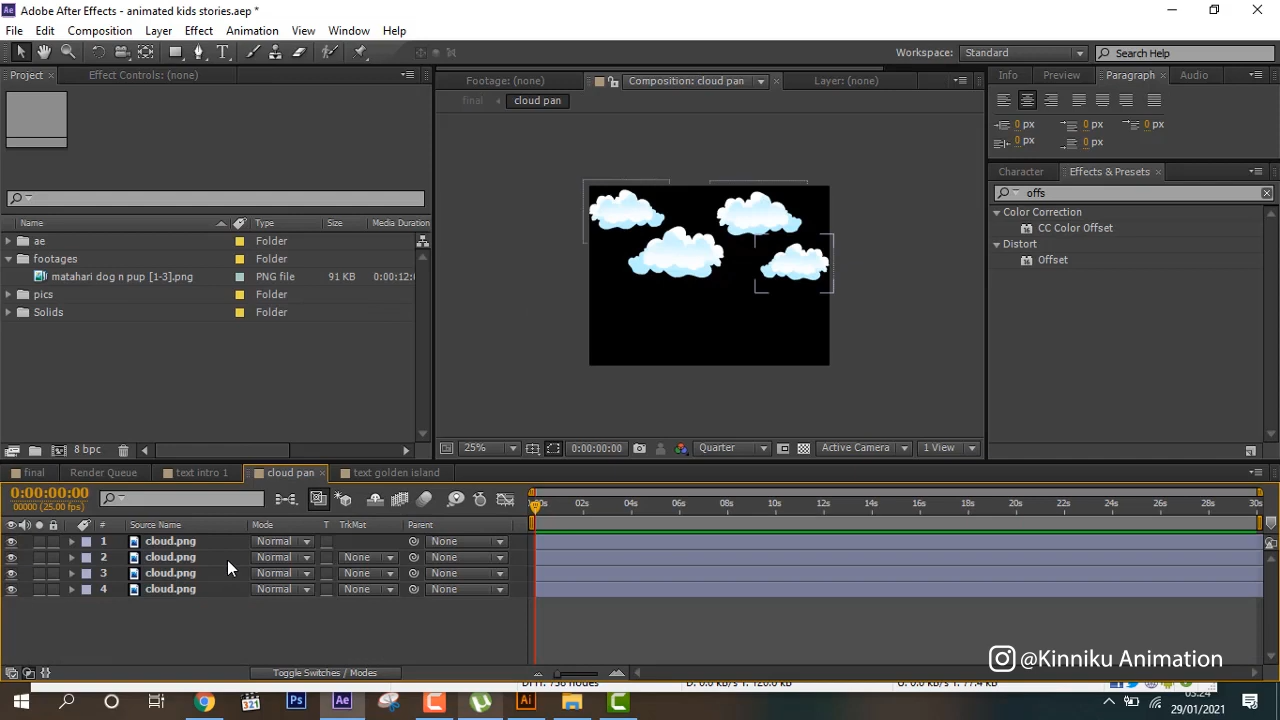 Adobe After Effects - animated kids stories.aep *
File Edit Composition Layer Effect Animation View Window Help
Workspace: Standard Search Help
Project Effect Controls: (none) Footage: (none) Composition: cloud pan Layer: (none) Info Preview Paragraph Audio
final cloud pan
0 px 0 px 0 px
0 px 0 px
Character Effects & Presets
offs
Color Correction
CC Color Offset
Distort
Offset
Name Type Size Media Duration
ae Folder
footages Folder
matahari dog n pup [1-3].png PNG file 91 KB 0:00:12:
pics Folder
Solids Folder
8 bpc 25% 0:00:00:00 Quarter Active Camera 1 View
final Render Queue text intro 1 cloud pan text golden island
0:00:00:00
00000 (25.00 fps)
02s 04s 06s 08s 10s 12s 14s 16s 18s 20s 22s 24s 26s 28s 30s
# Source Name Mode T TrkMat Parent
1 cloud.png Normal None
2 cloud.png Normal None None
3 cloud.png Normal None None
4 cloud.png Normal None None
@Kinniku Animation
Toggle Switches / Modes
05:24
29/01/2021